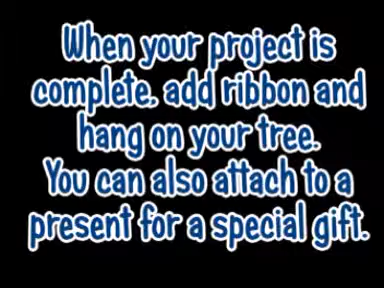 When your project is
complete, add ribbon and
hang on your tree.
You can also attach to a
present for a special gift.